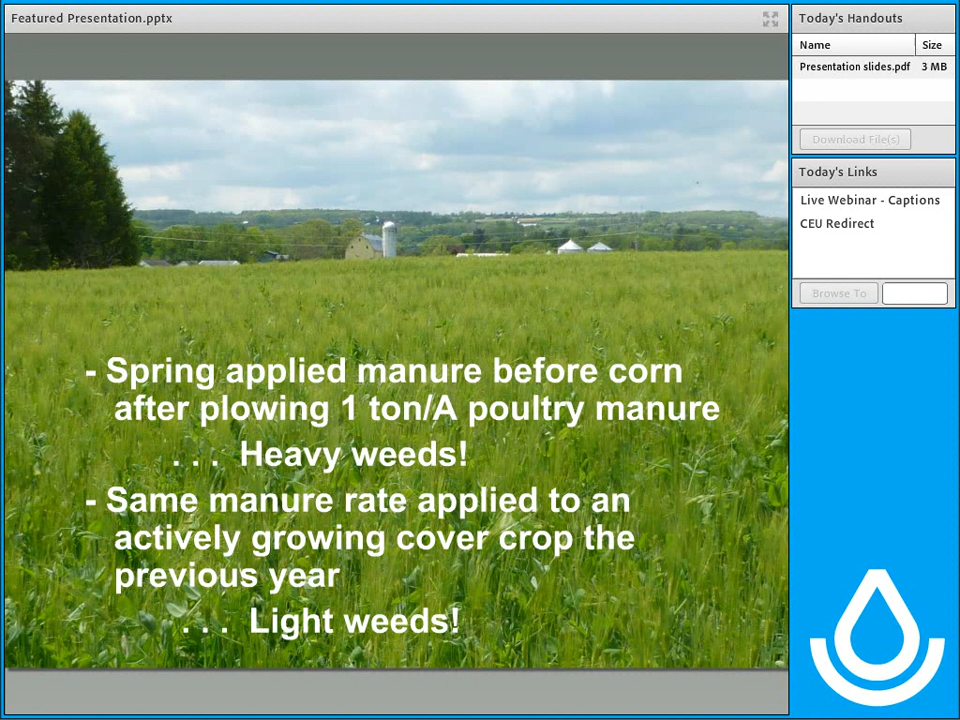 Featured Presentation.pptx
- Spring applied manure before corn
after plowing 1 ton/A poultry manure
. . . Heavy weeds!
- Same manure rate applied to an
actively growing cover crop the
previous year
. . . Light weeds!
Today's Handouts
Name Size
Presentation slides.pdf 3 MB
Download File(s)
Today's Links
Live Webinar - Captions
CEU Redirect
Browse To